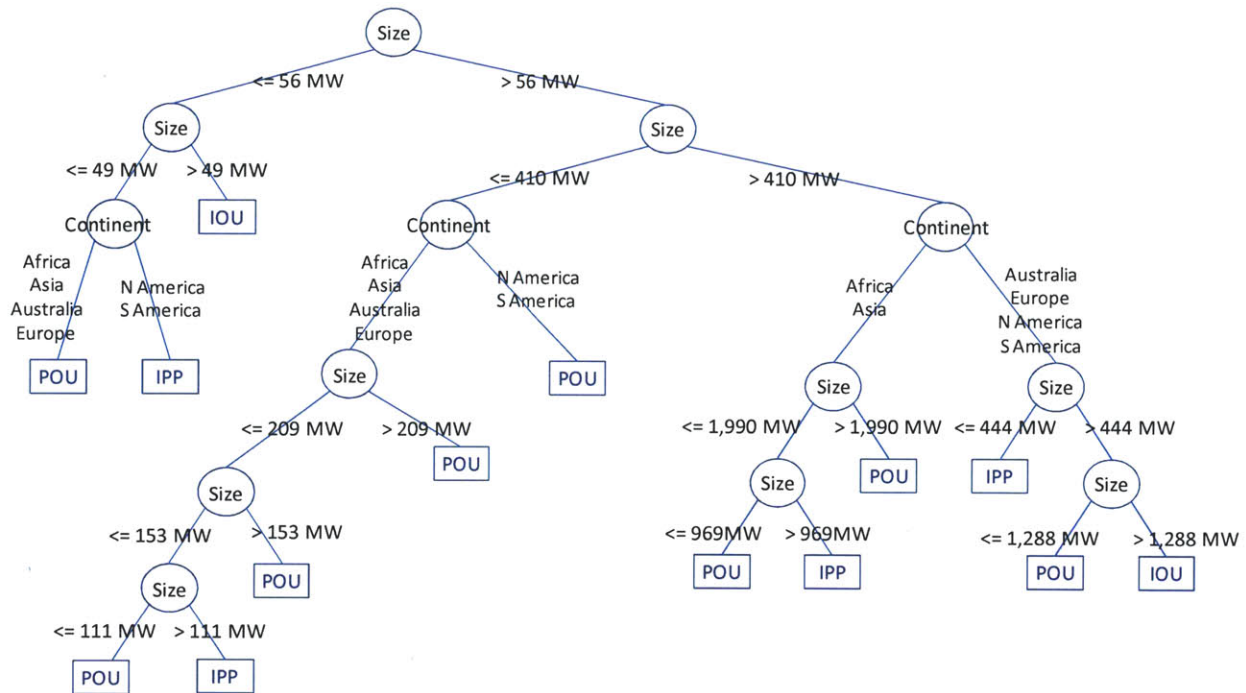 Size
<= 56 MW
> 56 MW
Size
Size
<= 49 MW
> 49 MW
<= 410 MW
> 410 MW
Continent
IOU
Continent
Continent
Africa
Asia
Australia
Europe
N America
S America
Africa
Asia
Australia
Europe
N America
S America
Africa
Asia
Australia
Europe
N America
S America
POU
IPP
Size
POU
Size
Size
<= 209 MW
> 209 MW
<= 1,990 MW
> 1,990 MW
<= 444 MW
> 444 MW
POU
POU
IPP
Size
Size
Size
<= 153 MW
> 153 MW
<= 969MW
> 969MW
<= 1,288 MW
> 1,288 MW
POU
POU
IPP
POU
IOU
Size
<= 111 MW
> 111 MW
POU
IPP